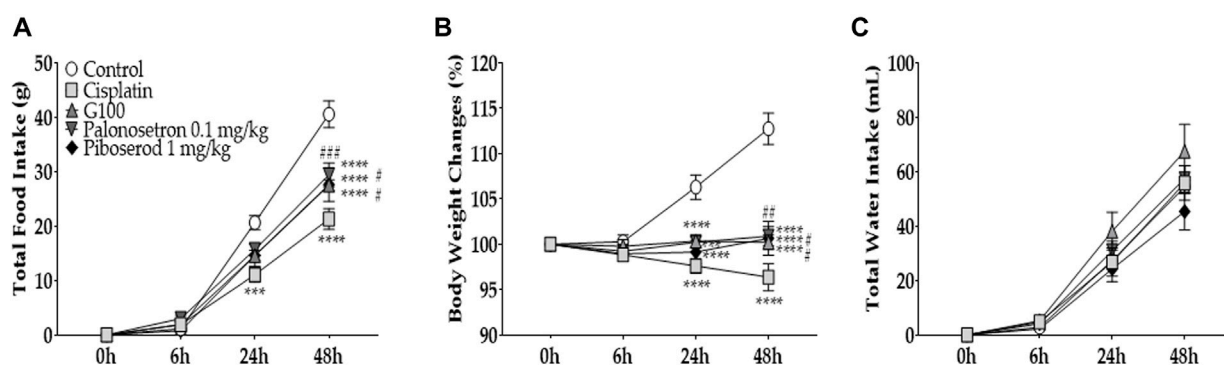 A
B
C
Total Food Intake (g)
50
40
30
20
10
0
0h 6h 24h 48h
Control
Cisplatin
G100
Palonosetron 0.1 mg/kg
Piboserod 1 mg/kg
***
###
****
**** #
**** #
****
Body Weight Changes (%)
120
115
110
105
100
95
90
0h 6h 24h 48h
****
***
****
****
##
****
**** #
****
#
****
Total Water Intake (mL)
100
80
60
40
20
0
0h 6h 24h 48h